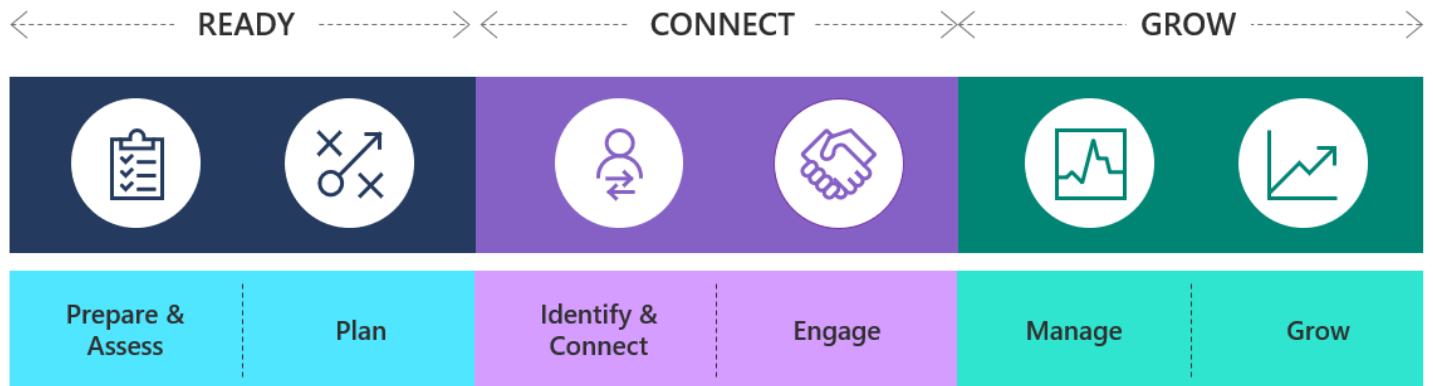 READY
CONNECT
GROW
Prepare &
Assess
Plan
Identify &
Connect
Engage
Manage
Grow